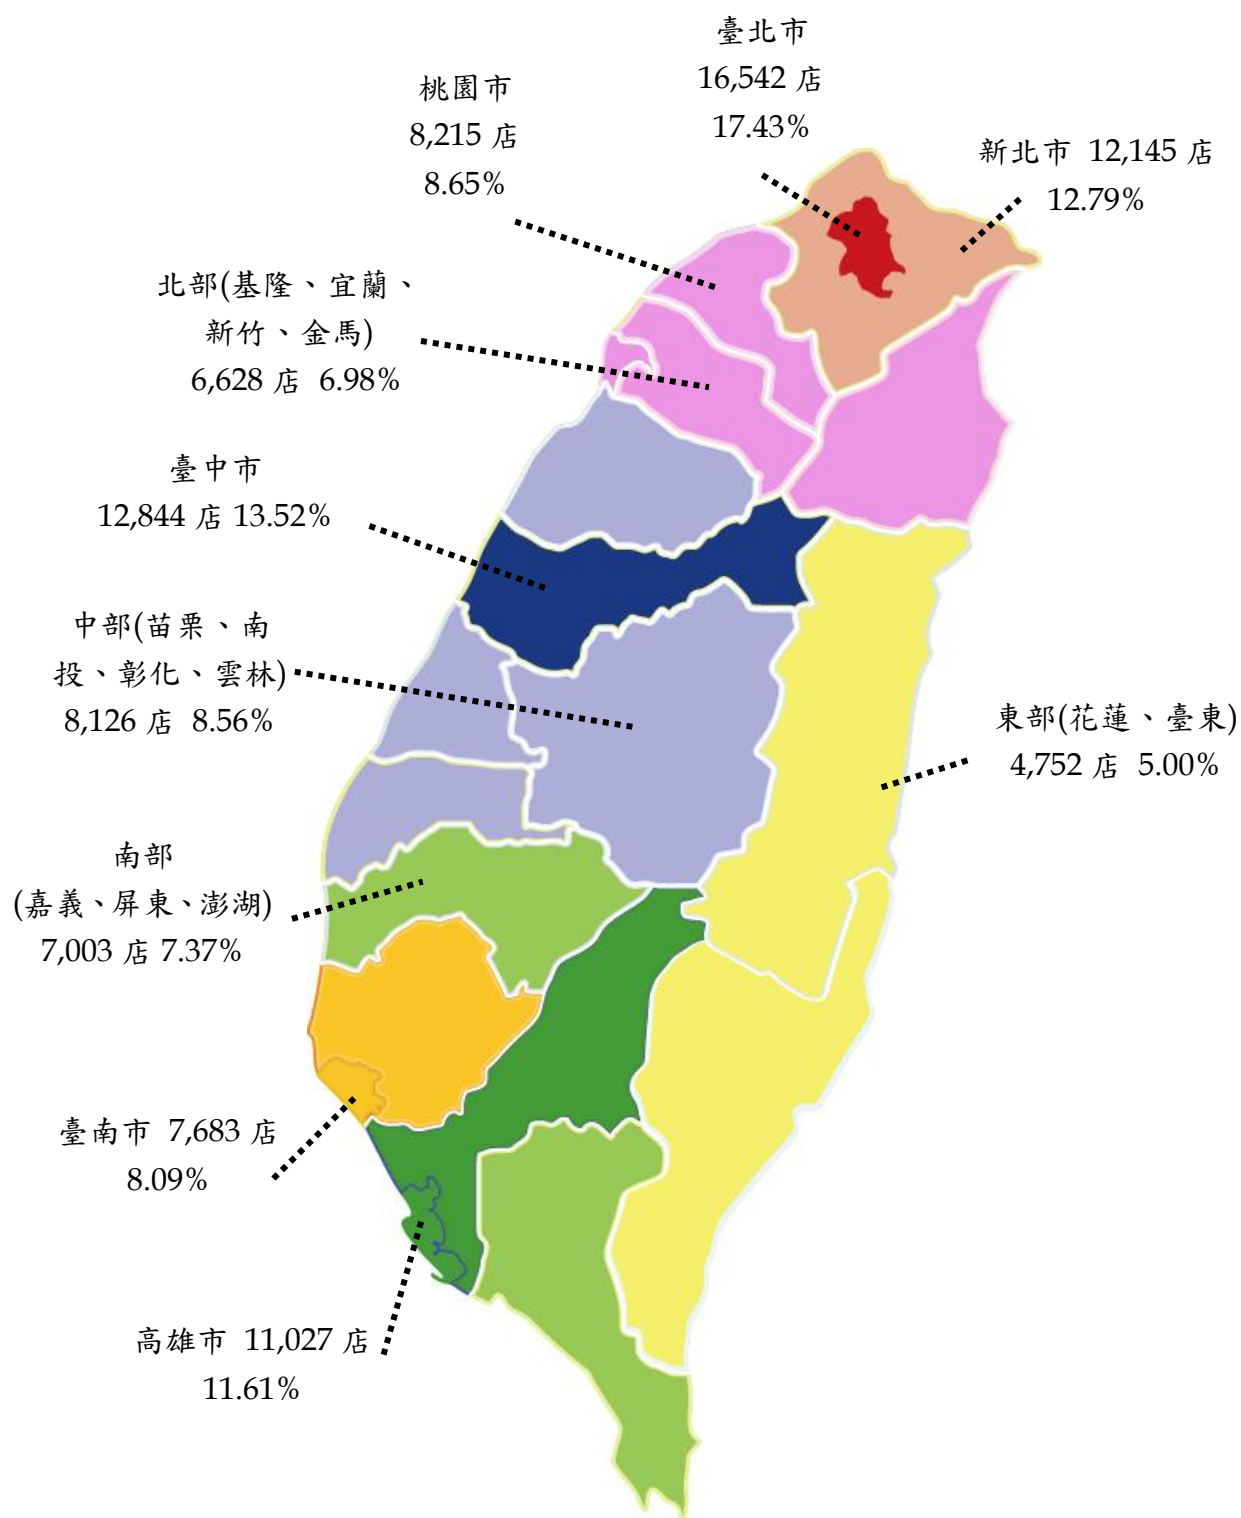 臺北市
16,542 店
17.43%
桃園市
8,215 店
8.65%
新北市 12,145 店
12.79%
北部(基隆、宜蘭、
新竹、金馬)
6,628 店 6.98%
臺中市
12,844 店 13.52%
中部(苗栗、南
投、彰化、雲林)
8,126 店 8.56%
東部(花蓮、臺東)
4,752 店 5.00%
南部
(嘉義、屏東、澎湖)
7,003 店 7.37%
臺南市 7,683 店
8.09%
高雄市 11,027 店
11.61%